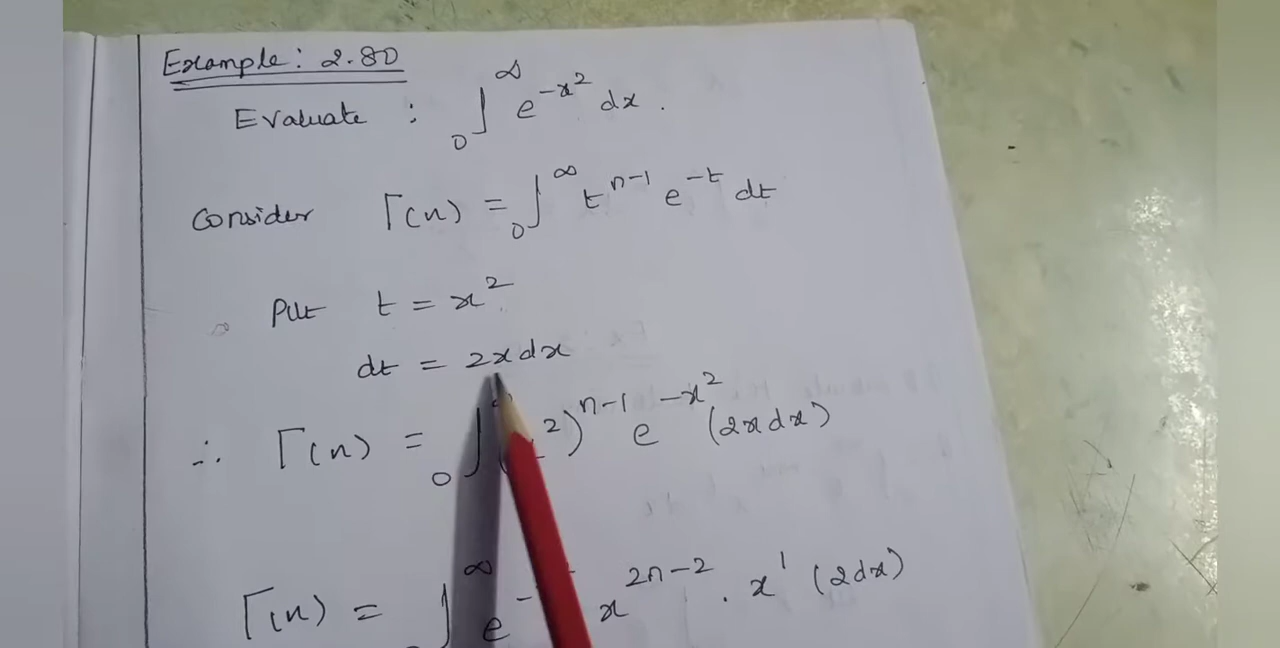 Example: 2.80
Evaluate : ₀∫^∞ e^{-x²} dx.
Consider Γ(n) = ₀∫^∞ t^{n-1} e^{-t} dt
Put t = x²
dt = 2x dx
∴ Γ(n) = ₀∫ ²)^{n-1} e^{-x²} (2x dx)
Γ(n) = ∫^∞ e^{-} x^{2n-2} . x¹ (2dx)